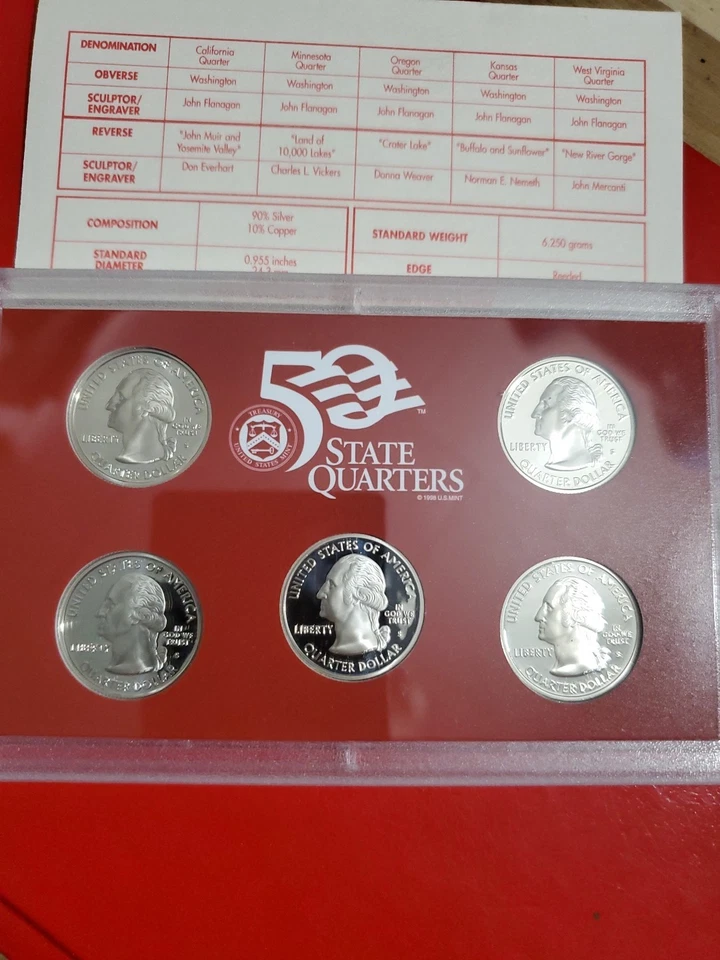 DENOMINATION California Quarter Minnesota Quarter Oregon Quarter Kansas Quarter West Virginia Quarter
OBVERSE Washington Washington Washington Washington Washington
SCULPTOR/ENGRAVER John Flanagan John Flanagan John Flanagan John Flanagan John Flanagan
REVERSE "John Muir and Yosemite Valley" "Land of 10,000 Lakes" "Crater Lake" "Buffalo and Sunflower" "New River Gorge"
SCULPTOR/ENGRAVER Don Everhart Charles L. Vickers Donna Weaver Norman E. Nemeth John Mercanti
COMPOSITION 90% Silver 10% Copper
STANDARD DIAMETER 0.955 inches
STANDARD WEIGHT 6.250 grams
EDGE Reeded
50 TM
TREASURY
UNITED STATES MINT
STATE
QUARTERS
© 1998 U.S. MINT
UNITED STATES OF AMERICA
LIBERTY
IN
GOD WE
TRUST
S
QUARTER DOLLAR
UNITED STATES OF AMERICA
LIBERTY
IN
GOD WE
TRUST
S
QUARTER DOLLAR
UNITED STATES OF AMERICA
LIBERTY
IN
GOD WE
TRUST
S
QUARTER DOLLAR
UNITED STATES OF AMERICA
LIBERTY
IN
GOD WE
TRUST
S
QUARTER DOLLAR
UNITED STATES OF AMERICA
LIBERTY
IN
GOD WE
TRUST
S
QUARTER DOLLAR